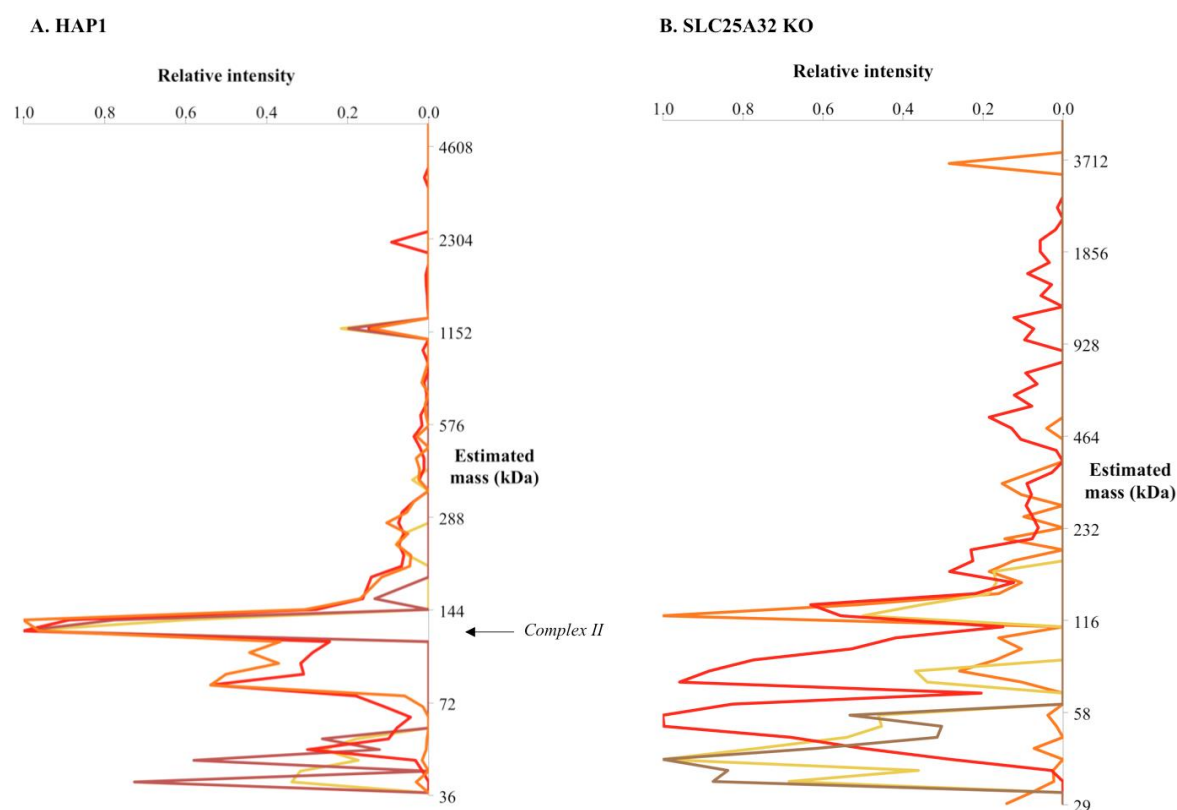 A. HAP1
Relative intensity
1.0 0.8 0.6 0.4 0.2 0.0
4608
2304
1152
576
Estimated
mass (kDa)
288
144
Complex II
72
36
B. SLC25A32 KO
Relative intensity
1.0 0.8 0.6 0.4 0.2 0.0
3712
1856
928
464
Estimated
mass (kDa)
232
116
58
29